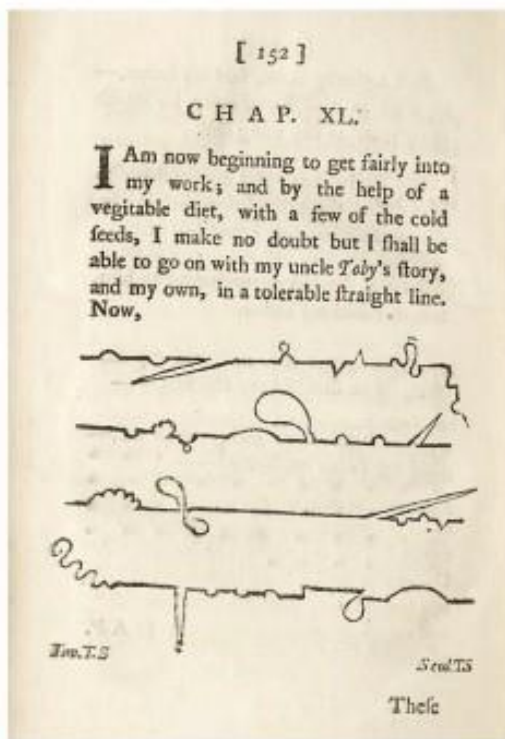 [ 152 ]
CHAP. XL.
I Am now beginning to get fairly into
my work; and by the help of a
vegitable diet, with a few of the cold
ſeeds, I make no doubt but I ſhall be
able to go on with my uncle Toby's ſtory,
and my own, in a tolerable ſtraight line.
Now,
Inv.T.S
Scul.T.S
Theſe